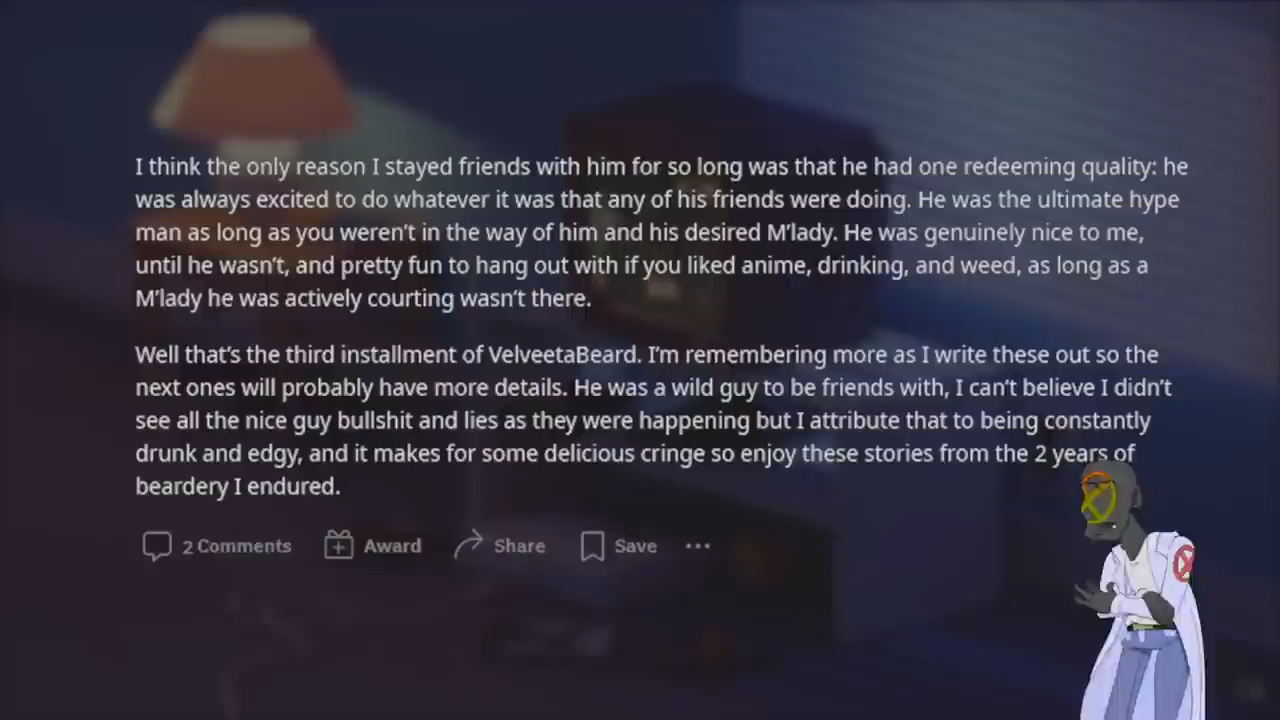 I think the only reason I stayed friends with him for so long was that he had one redeeming quality: he
was always excited to do whatever it was that any of his friends were doing. He was the ultimate hype
man as long as you weren't in the way of him and his desired M'lady. He was genuinely nice to me,
until he wasn't, and pretty fun to hang out with if you liked anime, drinking, and weed, as long as a
M'lady he was actively courting wasn't there.
Well that's the third installment of VelveetaBeard. I'm remembering more as I write these out so the
next ones will probably have more details. He was a wild guy to be friends with, I can't believe I didn't
see all the nice guy bullshit and lies as they were happening but I attribute that to being constantly
drunk and edgy, and it makes for some delicious cringe so enjoy these stories from the 2 years of
beardery I endured.
2 Comments Award Share Save